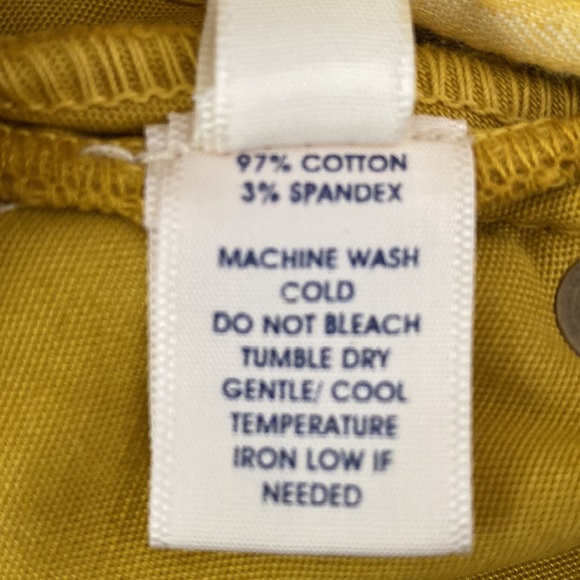 97% COTTON
3% SPANDEX
MACHINE WASH
COLD
DO NOT BLEACH
TUMBLE DRY
GENTLE/ COOL
TEMPERATURE
IRON LOW IF
NEEDED